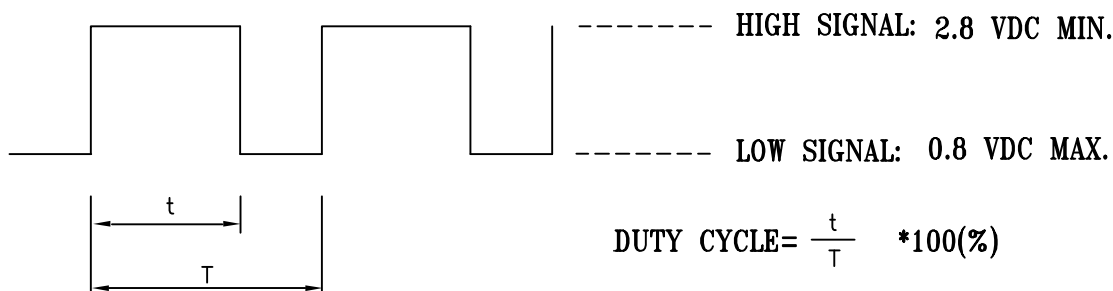 HIGH SIGNAL: 2.8 VDC MIN.
LOW SIGNAL: 0.8 VDC MAX.
t
T
DUTY CYCLE= t/T *100(%)